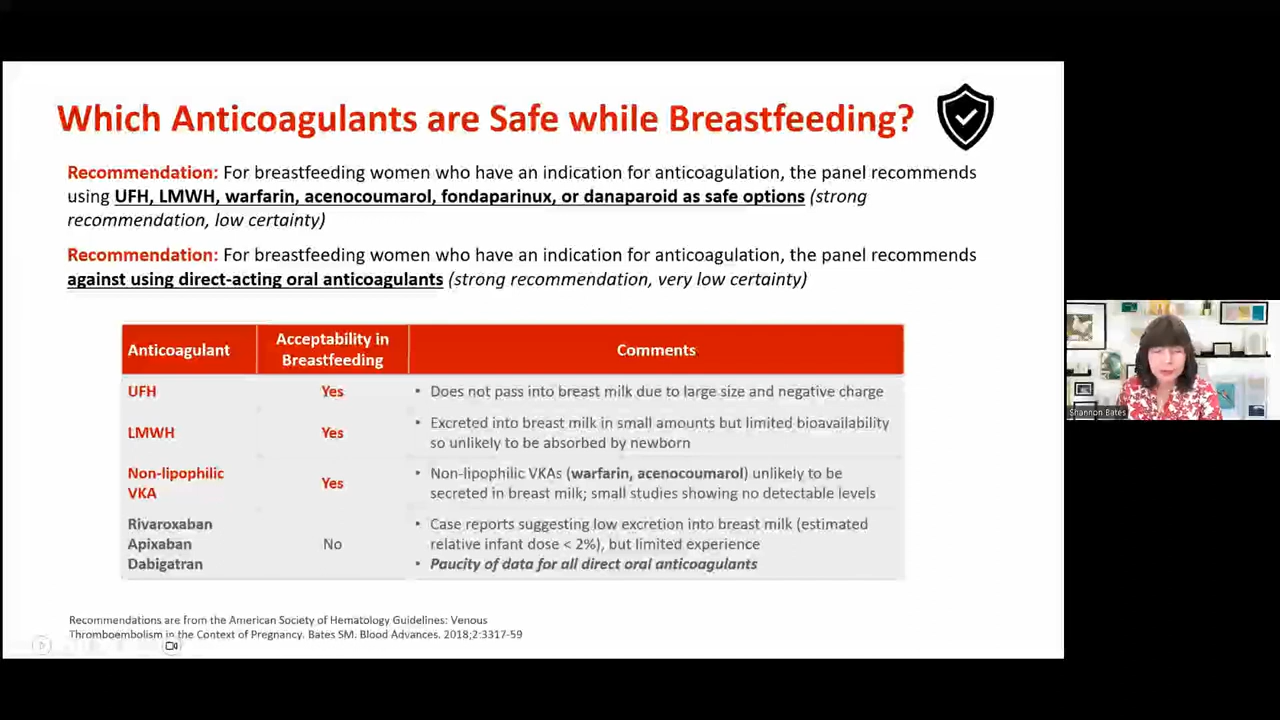 Which Anticoagulants are Safe while Breastfeeding?
Recommendation: For breastfeeding women who have an indication for anticoagulation, the panel recommends
using UFH, LMWH, warfarin, acenocoumarol, fondaparinux, or danaparoid as safe options (strong
recommendation, low certainty)
Recommendation: For breastfeeding women who have an indication for anticoagulation, the panel recommends
against using direct-acting oral anticoagulants (strong recommendation, very low certainty)
Anticoagulant
Acceptability in
Breastfeeding
Comments
UFH
Yes
• Does not pass into breast milk due to large size and negative charge
LMWH
Yes
• Excreted into breast milk in small amounts but limited bioavailability
so unlikely to be absorbed by newborn
Non-lipophilic
VKA
Yes
• Non-lipophilic VKAs (warfarin, acenocoumarol) unlikely to be
secreted in breast milk; small studies showing no detectable levels
Rivaroxaban
Apixaban
Dabigatran
No
• Case reports suggesting low excretion into breast milk (estimated
relative infant dose < 2%), but limited experience
• Paucity of data for all direct oral anticoagulants
Recommendations are from the American Society of Hematology Guidelines: Venous
Thromboembolism in the Context of Pregnancy. Bates SM. Blood Advances. 2018;2:3317-59
Shannon Bates